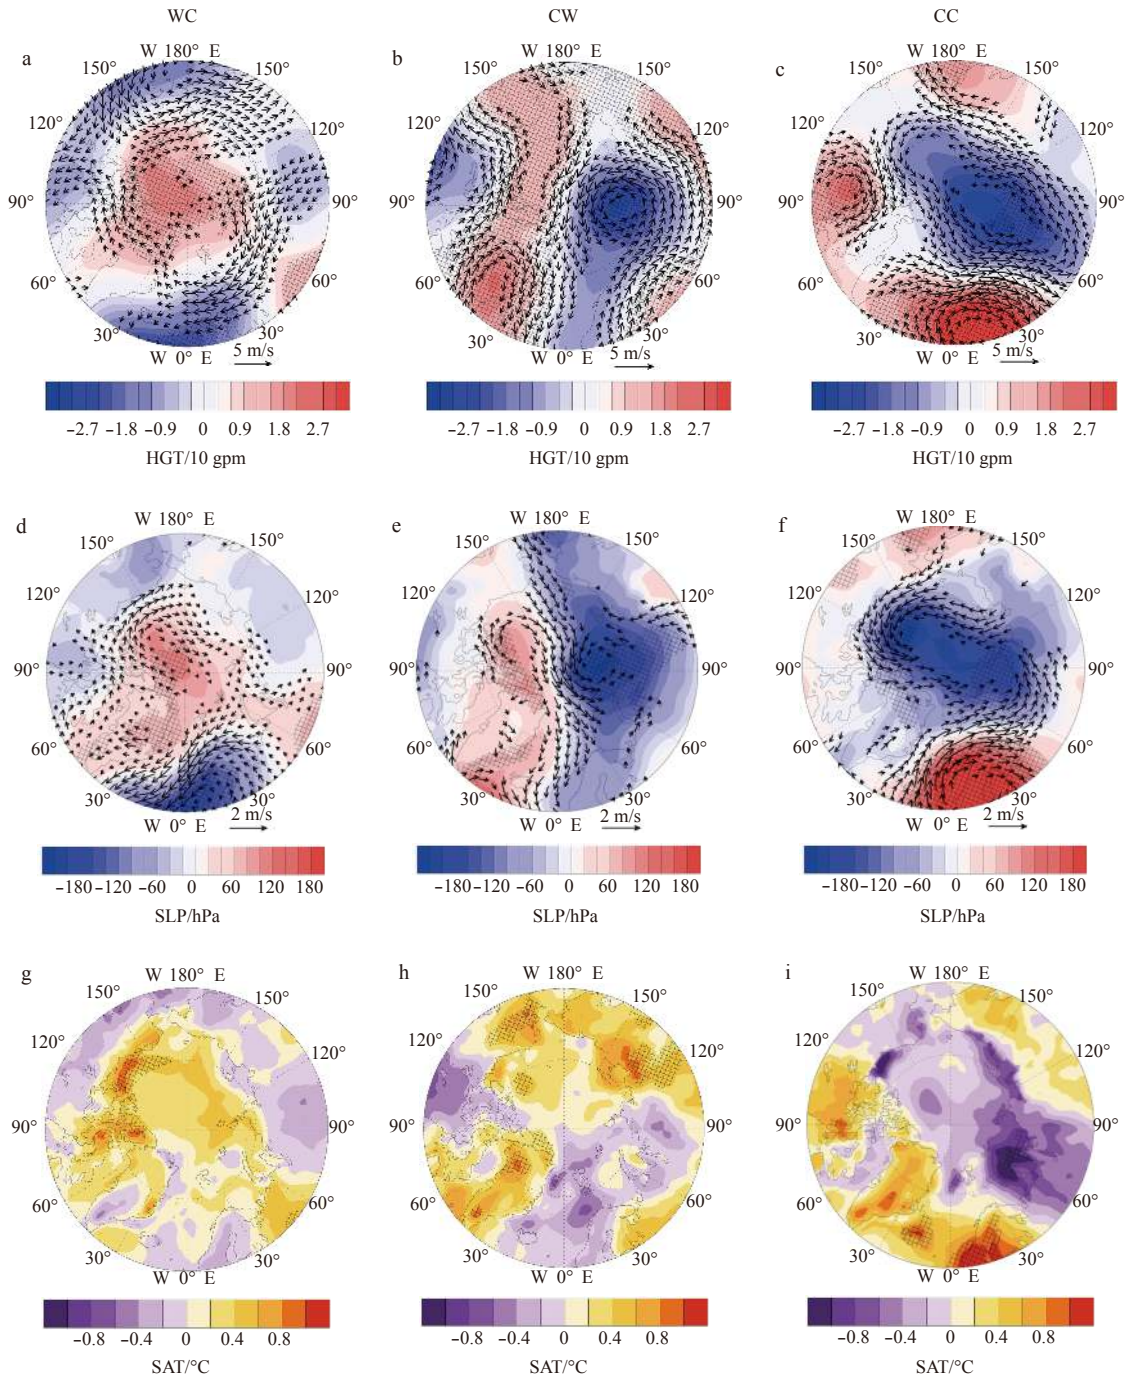 WC CW CC
a W 180° E b W 180° E c W 180° E
150° 150° 150° 150° 150° 150°
120° 120° 120° 120° 120° 120°
90° 90° 90° 90° 90° 90°
60° 60° 60° 60° 60° 60°
30° 30° 30° 30° 30° 30°
W 0° E W 0° E W 0° E
5 m/s 5 m/s 5 m/s
−2.7 −1.8 −0.9 0 0.9 1.8 2.7 −2.7 −1.8 −0.9 0 0.9 1.8 2.7 −2.7 −1.8 −0.9 0 0.9 1.8 2.7
HGT/10 gpm HGT/10 gpm HGT/10 gpm
d W 180° E e W 180° E f W 180° E
150° 150° 150° 150° 150° 150°
120° 120° 120° 120° 120° 120°
90° 90° 90° 90° 90° 90°
60° 60° 60° 60° 60° 60°
30° 30° 30° 30° 30° 30°
W 0° E W 0° E W 0° E
2 m/s 2 m/s 2 m/s
−180 −120 −60 0 60 120 180 −180 −120 −60 0 60 120 180 −180 −120 −60 0 60 120 180
SLP/hPa SLP/hPa SLP/hPa
g W 180° E h W 180° E i W 180° E
150° 150° 150° 150° 150° 150°
120° 120° 120° 120° 120° 120°
90° 90° 90° 90° 90° 90°
60° 60° 60° 60° 60° 60°
30° 30° 30° 30° 30° 30°
W 0° E W 0° E W 0° E
−0.8 −0.4 0 0.4 0.8 −0.8 −0.4 0 0.4 0.8 −0.8 −0.4 0 0.4 0.8
SAT/°C SAT/°C SAT/°C